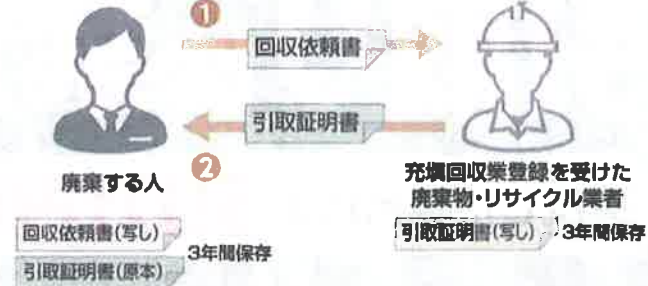 ①
回収依頼書
引取証明書
②
廃棄する人
充塡回収業登録を受けた
廃棄物・リサイクル業者
回収依頼書(写し)
引取証明書(原本)
3年間保存
引取証明書(写し)
3年間保存